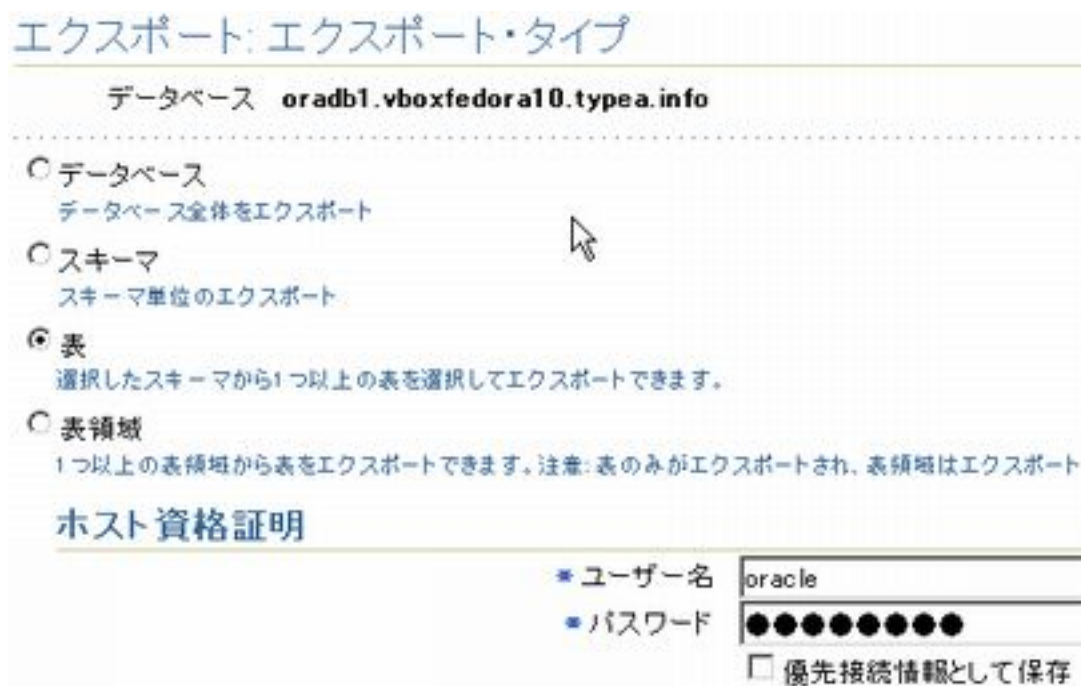 エクスポート: エクスポート・タイプ
データベース oradb1.vboxfedora10.typea.info
データベース
データベース全体をエクスポート
スキーマ
スキーマ単位のエクスポート
表
選択したスキーマから1つ以上の表を選択してエクスポートできます。
表領域
1つ以上の表領域から表をエクスポートできます。注意: 表のみがエクスポートされ、表領域はエクスポート
ホスト資格証明
* ユーザー名 oracle
* パスワード ●●●●●●●●
優先接続情報として保存